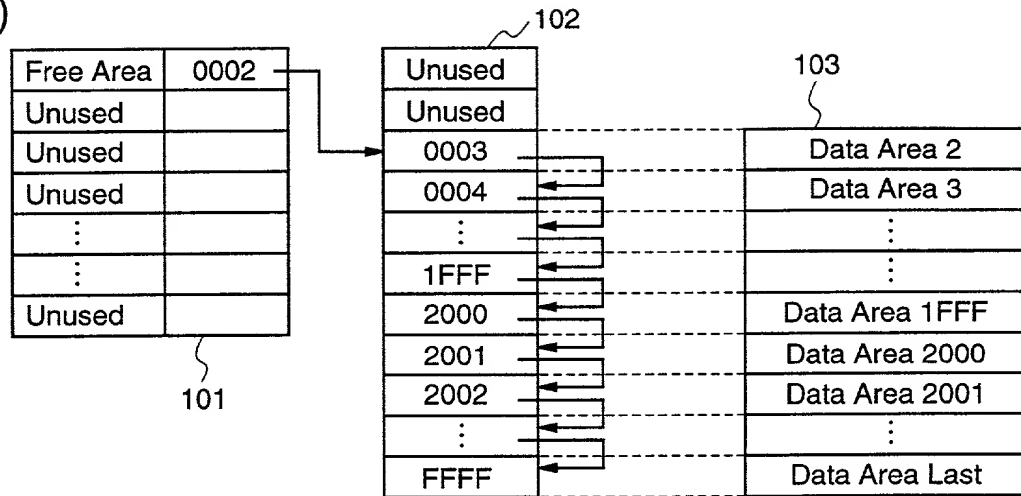 )
102
Free Area 0002
Unused
Unused
Unused
⋮
⋮
Unused
101
Unused
Unused
0003
0004
⋮
1FFF
2000
2001
2002
⋮
FFFF
103
Data Area 2
Data Area 3
⋮
⋮
Data Area 1FFF
Data Area 2000
Data Area 2001
⋮
Data Area Last